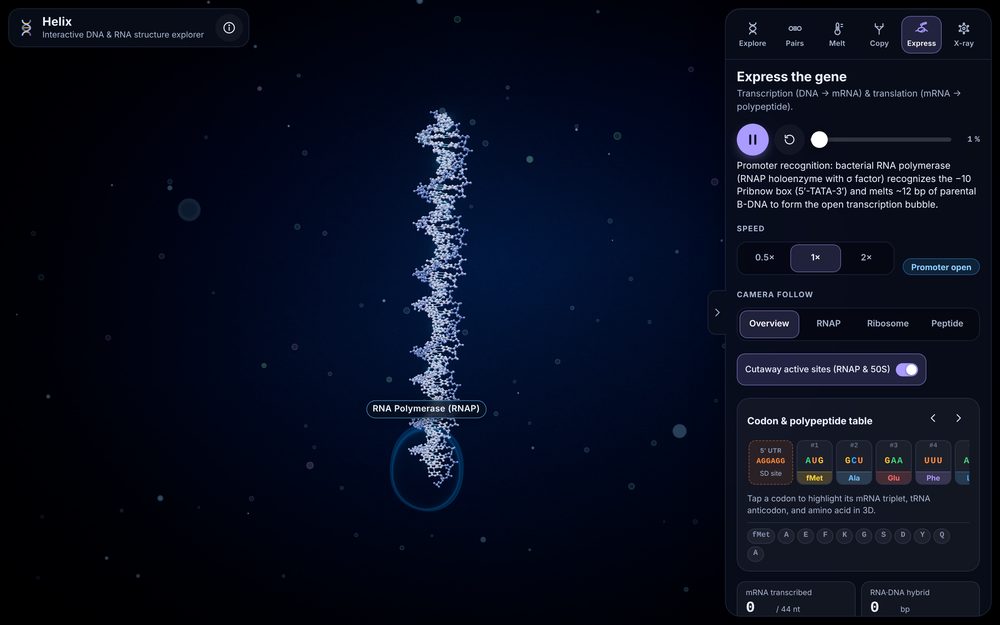 Helix
Interactive DNA & RNA structure explorer
Explore
Pairs
Melt
Copy
Express
X-ray
Express the gene
Transcription (DNA → mRNA) & translation (mRNA →
polypeptide).
1 %
Promoter recognition: bacterial RNA polymerase
(RNAP holoenzyme with σ factor) recognizes the −10
Pribnow box (5′-TATA-3′) and melts ~12 bp of parental
B-DNA to form the open transcription bubble.
SPEED
0.5×
1×
2×
Promoter open
CAMERA FOLLOW
Overview
RNAP
Ribosome
Peptide
Cutaway active sites (RNAP & 50S)
RNA Polymerase (RNAP)
Codon & polypeptide table
5′ UTR
AGGAGG
SD site
#1
AUG
fMet
#2
GCU
Ala
#3
GAA
Glu
#4
UUU
Phe
Tap a codon to highlight its mRNA triplet, tRNA
anticodon, and amino acid in 3D.
fMet A E F K G S D Y Q
A
mRNA transcribed
0 / 44 nt
RNA·DNA hybrid
0 bp